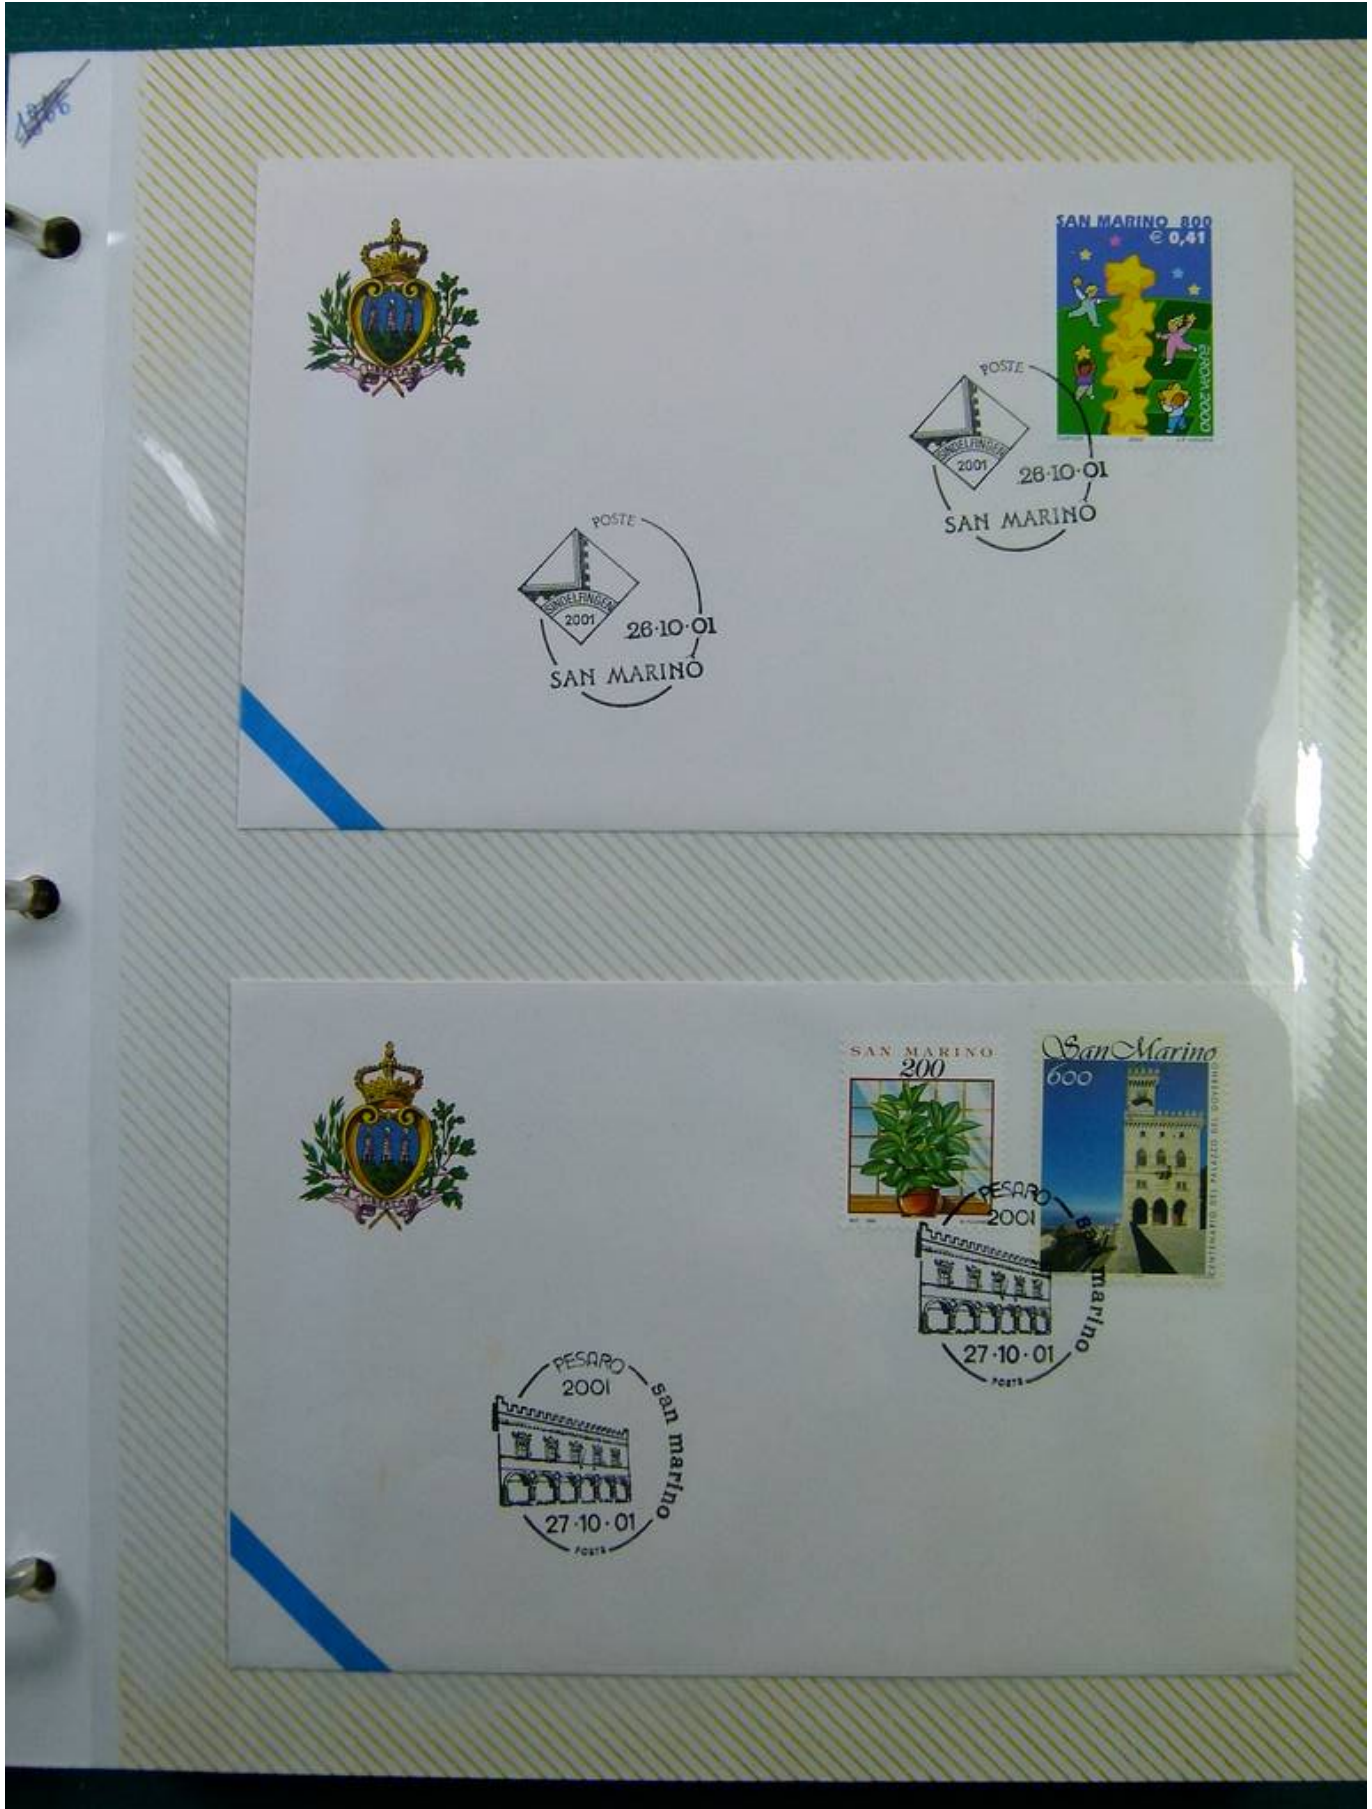 SAN MARINO 800
€ 0,41
EUROPA 2000
POSTE
SINDELFINGEN
2001
26·10·01
SAN MARINO
POSTE
SINDELFINGEN
2001
26·10·01
SAN MARINO
SAN MARINO
200
San Marino
600
CENTENARIO DEL PALAZZO DEL GOVERNO
PESARO
2001
san marino
27·10·01
POSTE
PESARO
2001
san marino
27·10·01
POSTE